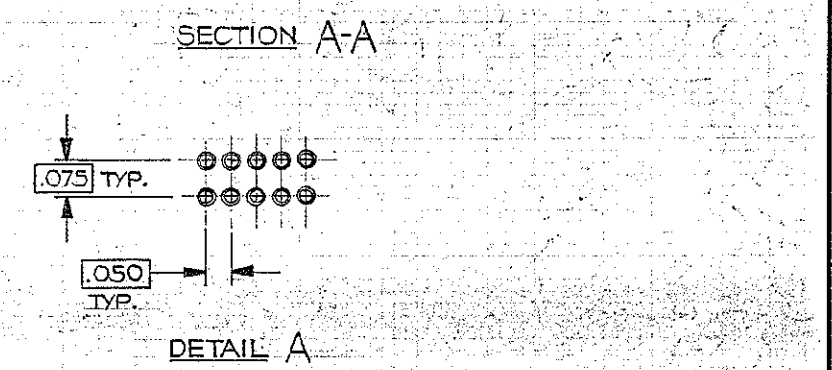 SECTION A-A
.075 TYP.
.050
TYP.
DETAIL A